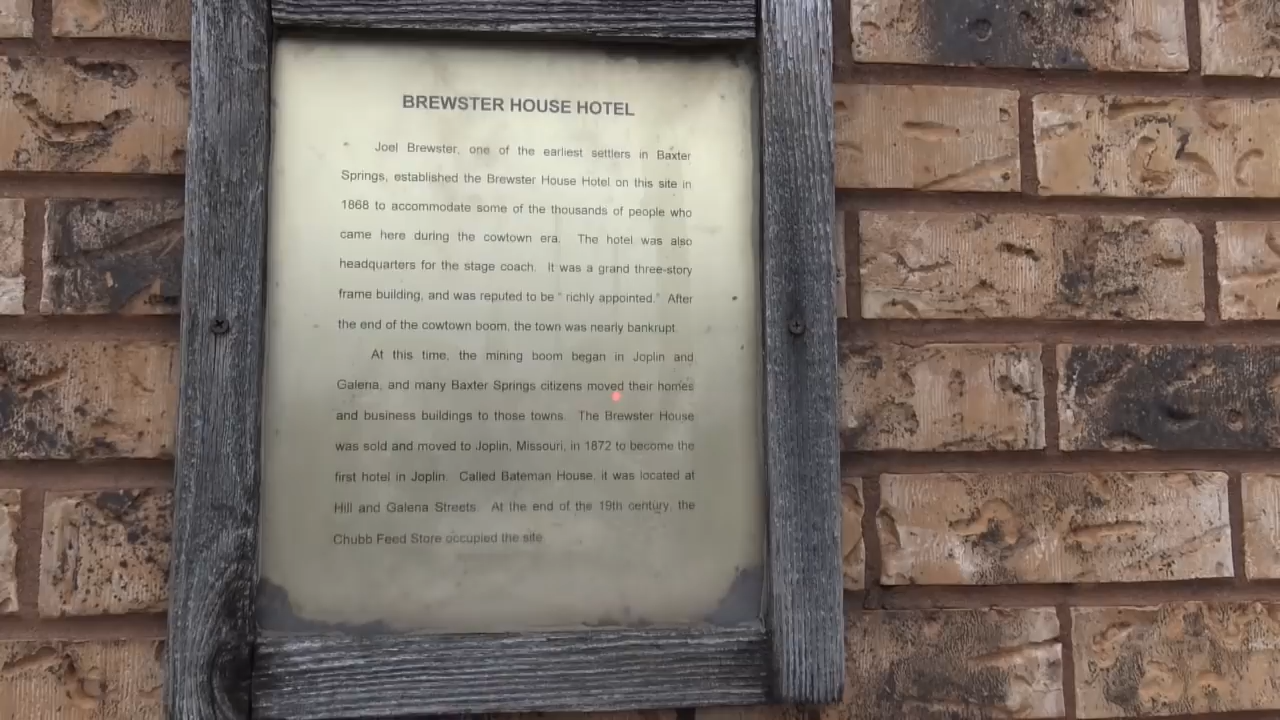 BREWSTER HOUSE HOTEL
Joel Brewster, one of the earliest settlers in Baxter
Springs, established the Brewster House Hotel on this site in
1868 to accommodate some of the thousands of people who
came here during the cowtown era. The hotel was also
headquarters for the stage coach. It was a grand three-story
frame building, and was reputed to be " richly appointed." After
the end of the cowtown boom, the town was nearly bankrupt.
At this time, the mining boom began in Joplin and
Galena, and many Baxter Springs citizens moved their homes
and business buildings to those towns. The Brewster House
was sold and moved to Joplin, Missouri, in 1872 to become the
first hotel in Joplin. Called Bateman House, it was located at
Hill and Galena Streets. At the end of the 19th century, the
Chubb Feed Store occupied the site.